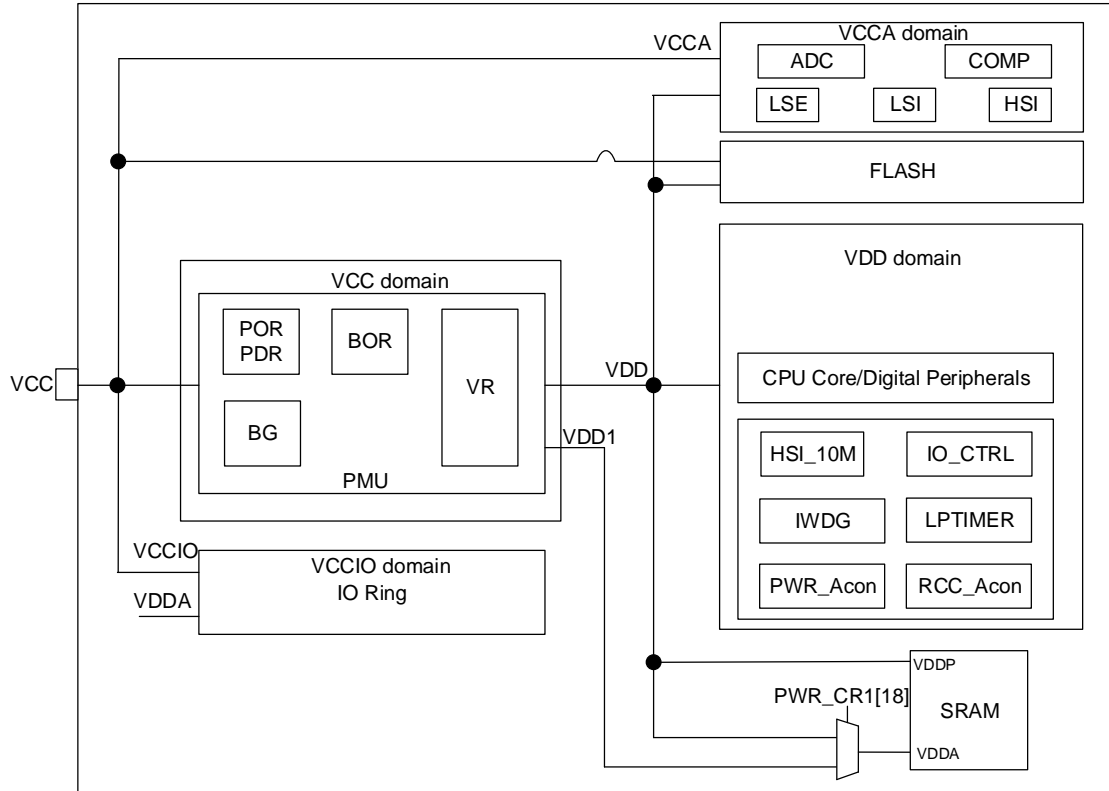 VCCA domain
VCCA
ADC
COMP
LSE
LSI
HSI
FLASH
VDD domain
VCC domain
POR
PDR
BOR
VR
VCC
VDD
CPU Core/Digital Peripherals
BG
VDD1
PMU
HSI_10M
IO_CTRL
IWDG
LPTIMER
VCCIO
VCCIO domain
IO Ring
PWR_Acon
RCC_Acon
VDDA
VDDP
PWR_CR1[18]
SRAM
VDDA